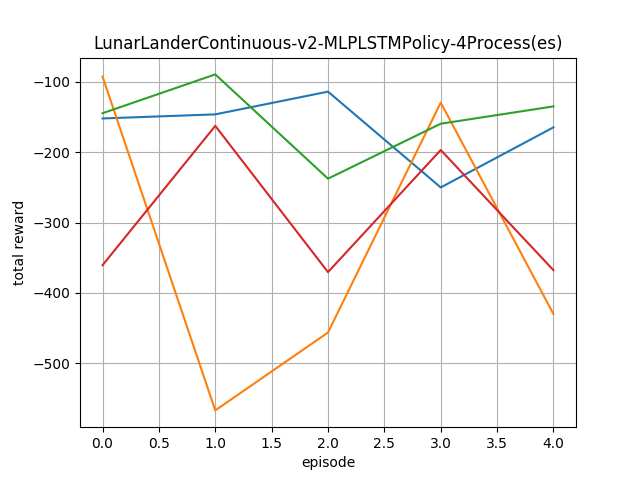 LunarLanderContinuous-v2-MLPLSTMPolicy-4Process(es)
−100
−200
−300
−400
−500
total reward
0.0 0.5 1.0 1.5 2.0 2.5 3.0 3.5 4.0
episode